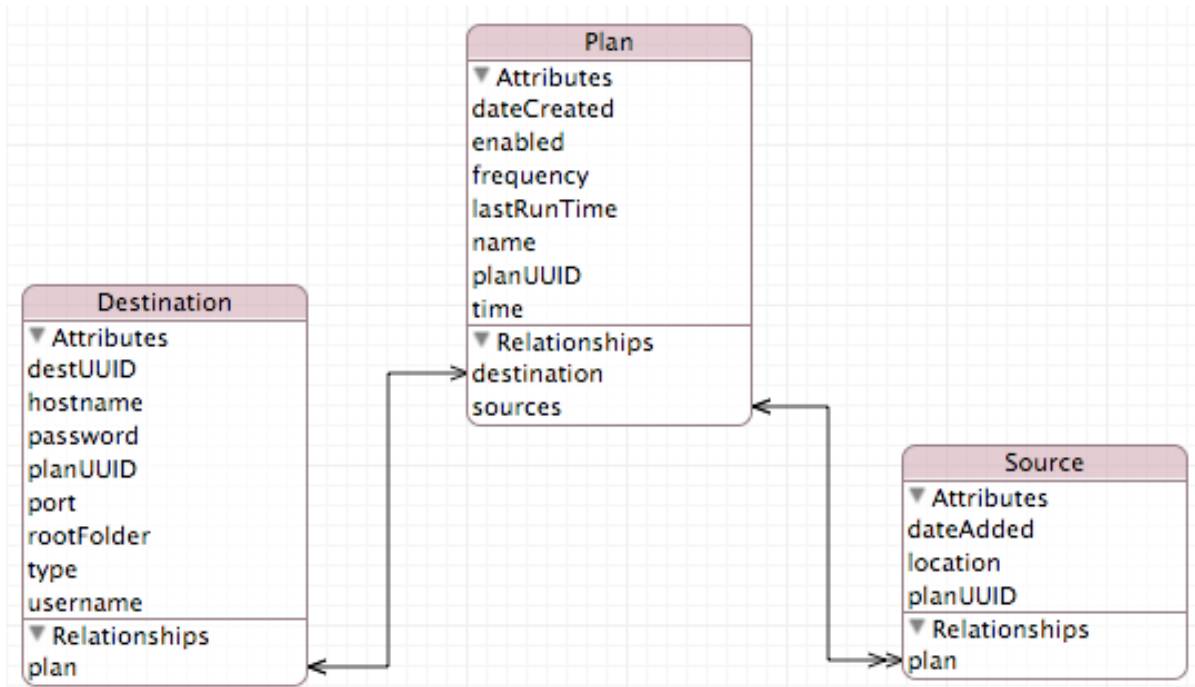 Plan
Attributes
dateCreated
enabled
frequency
lastRunTime
name
planUUID
time
Relationships
destination
sources
Destination
Attributes
destUUID
hostname
password
planUUID
port
rootFolder
type
username
Relationships
plan
Source
Attributes
dateAdded
location
planUUID
Relationships
plan